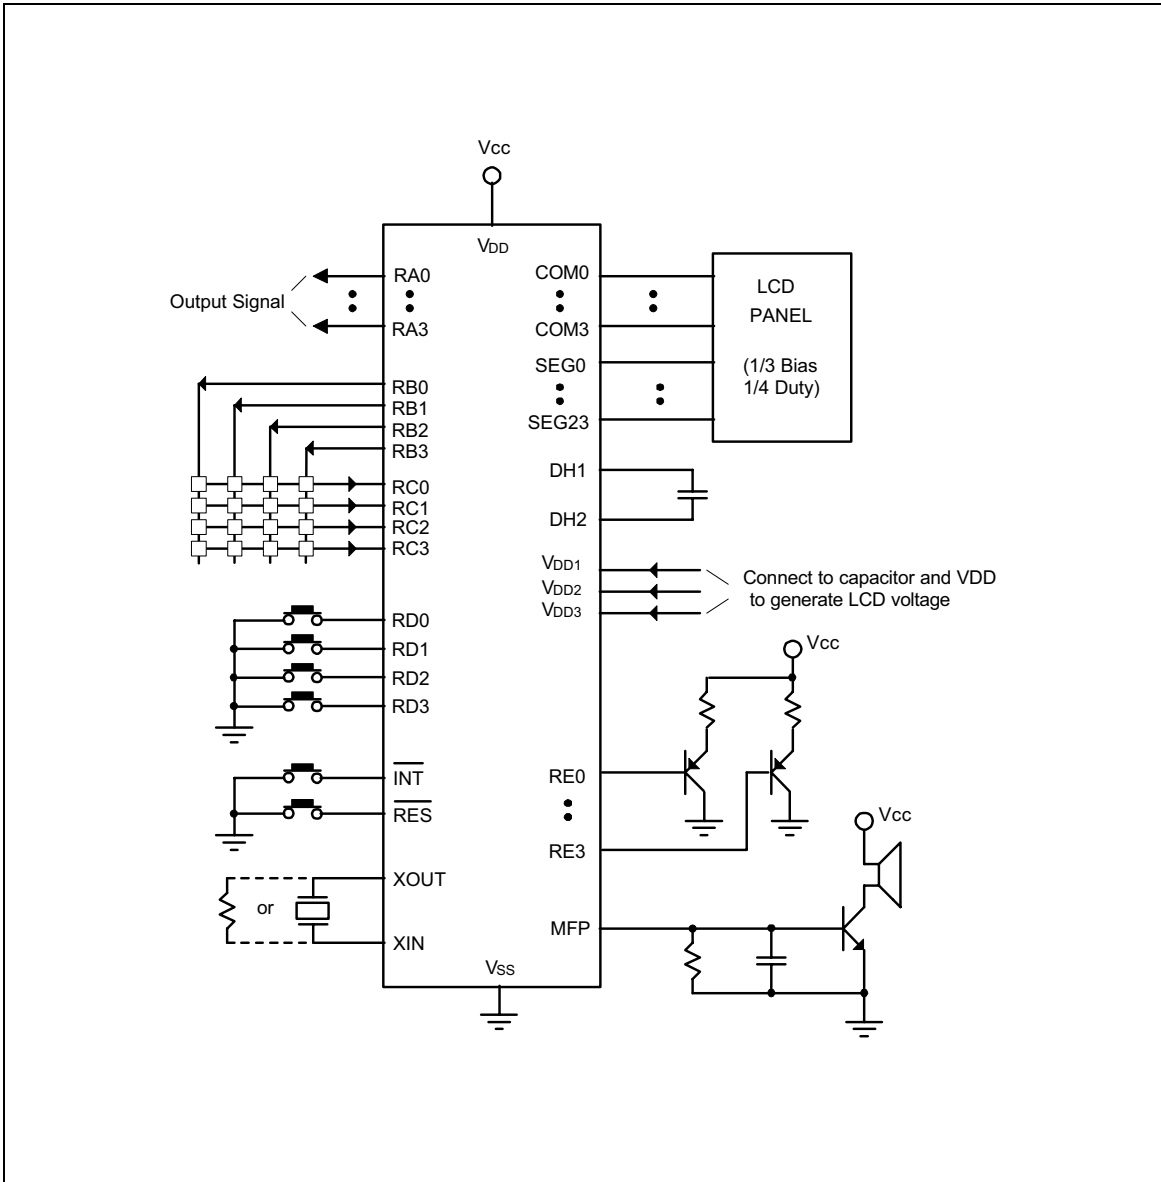 Vcc
VDD
RA0
Output Signal
RA3
RB0
RB1
RB2
RB3
RC0
RC1
RC2
RC3
RD0
RD1
RD2
RD3
INT
RES
XOUT
or
XIN
VSS
COM0
COM3
SEG0
SEG23
LCD
PANEL
(1/3 Bias
1/4 Duty)
DH1
DH2
VDD1
VDD2
VDD3
Connect to capacitor and VDD
to generate LCD voltage
Vcc
RE0
RE3
Vcc
MFP